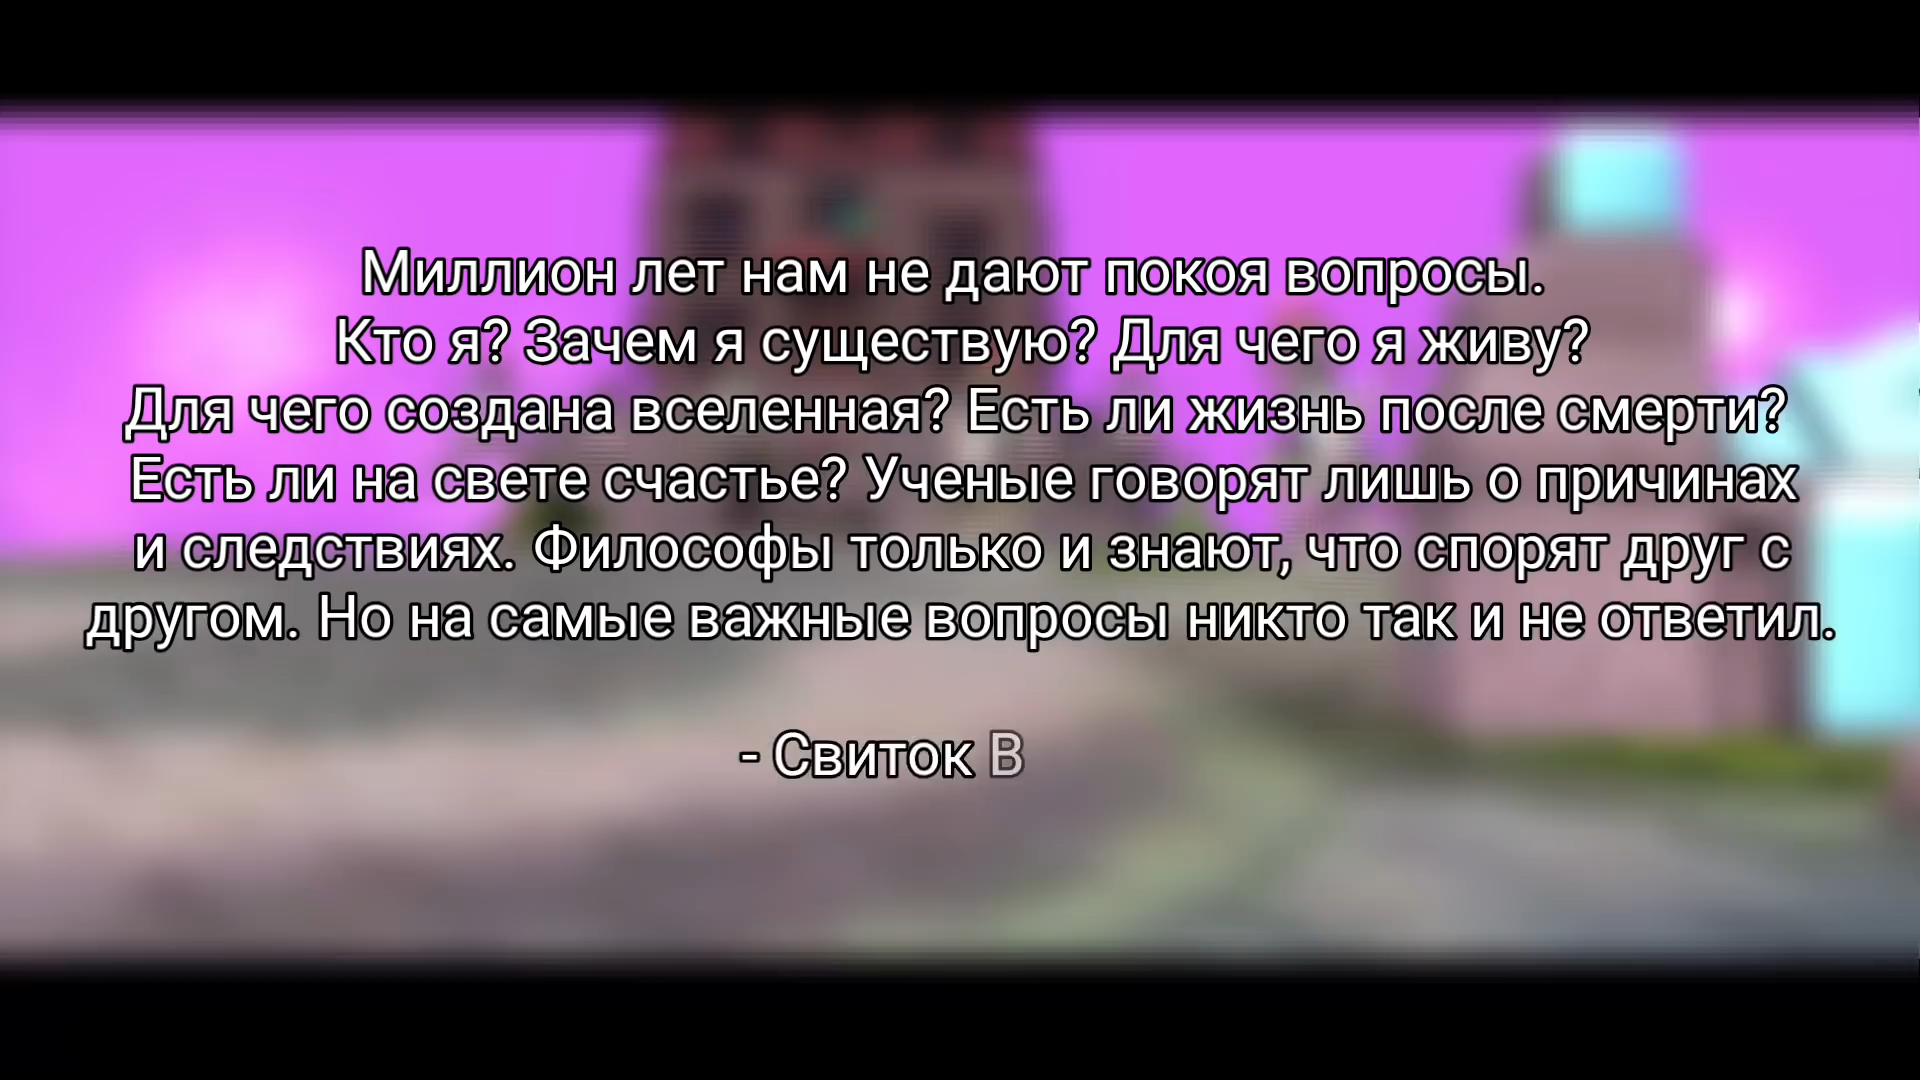 Миллион лет нам не дают покоя вопросы.
Кто я? Зачем я существую? Для чего я живу?
Для чего создана вселенная? Есть ли жизнь после смерти?
Есть ли на свете счастье? Ученые говорят лишь о причинах
и следствиях. Философы только и знают, что спорят друг с
другом. Но на самые важные вопросы никто так и не ответил.
- Свиток В